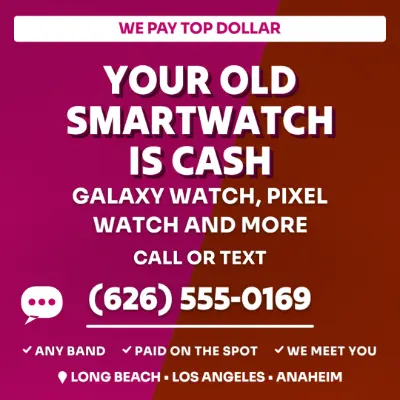 WE PAY TOP DOLLAR
YOUR OLD
SMARTWATCH
IS CASH
GALAXY WATCH, PIXEL
WATCH AND MORE
CALL OR TEXT
(626) 555-0169
✓ ANY BAND ✓ PAID ON THE SPOT ✓ WE MEET YOU
LONG BEACH • LOS ANGELES • ANAHEIM